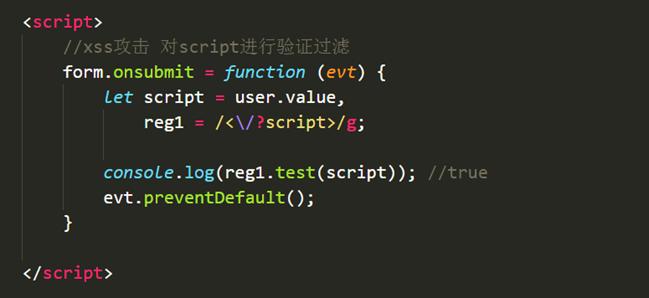 <script>
//xss攻击 对script进行验证过滤
form.onsubmit = function (evt) {
let script = user.value,
reg1 = /<\/?script>/g;
console.log(reg1.test(script)); //true
evt.preventDefault();
}
</script>